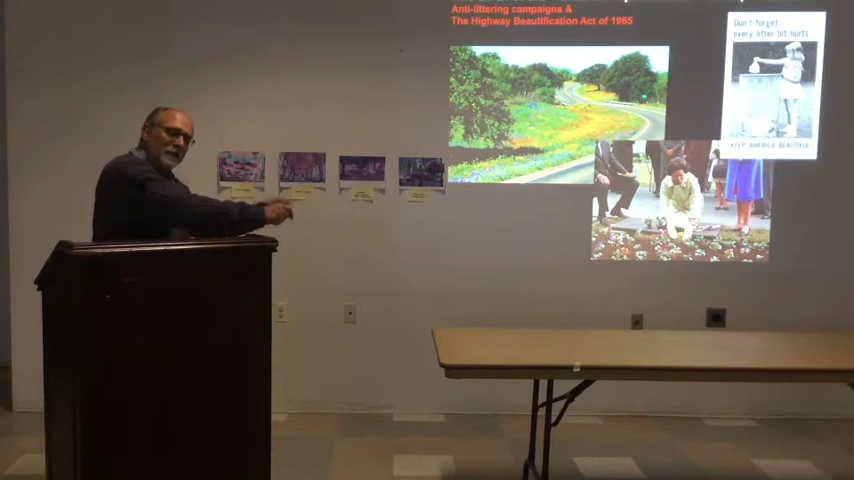 Anti-littering campaigns &
The Highway Beautification Act of 1965
Don't forget
every litter bit hurts
KEEP AMERICA BEAUTIFUL